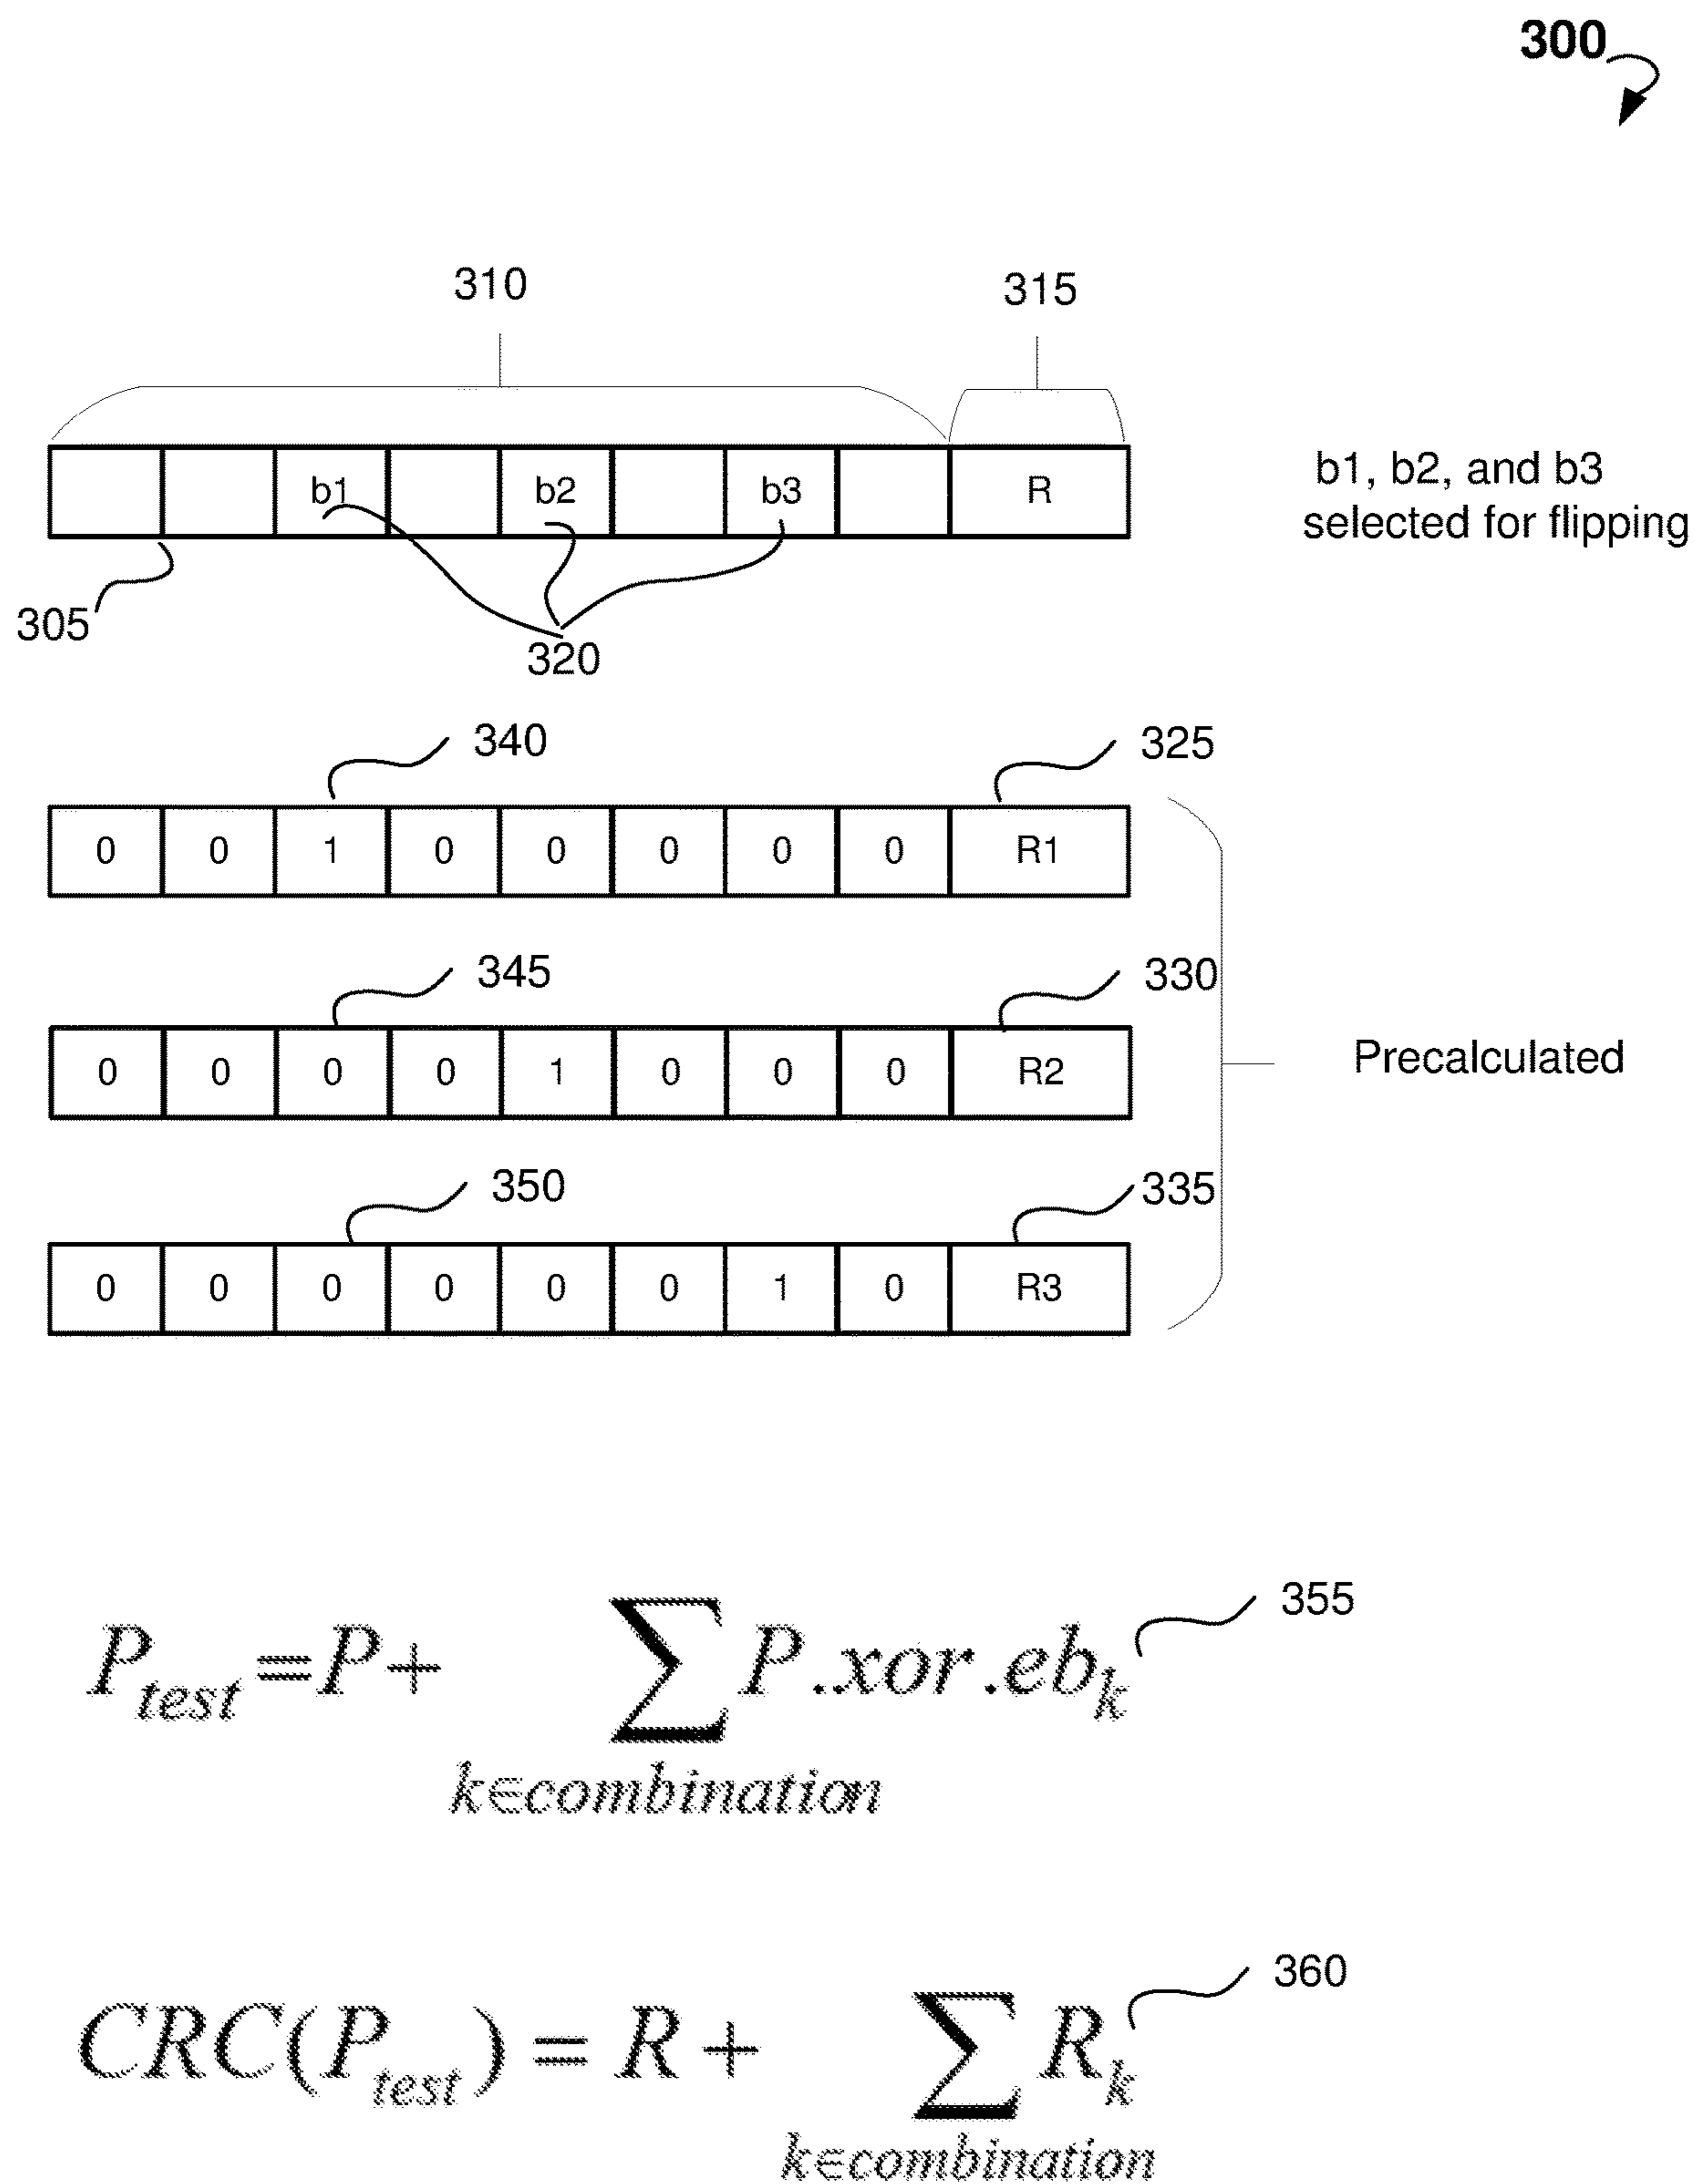 300
310 315
b1 b2 b3 R
b1, b2, and b3
selected for flipping
305
320
340 325
0 0 1 0 0 0 0 0 R1
345 330
0 0 0 0 1 0 0 0 R2
Precalculated
350 335
0 0 0 0 0 0 1 0 R3
355
P_test = P + ∑ P..xor.eb_k
k∈combination
360
CRC(P_test) = R + ∑ R_k
k∈combination